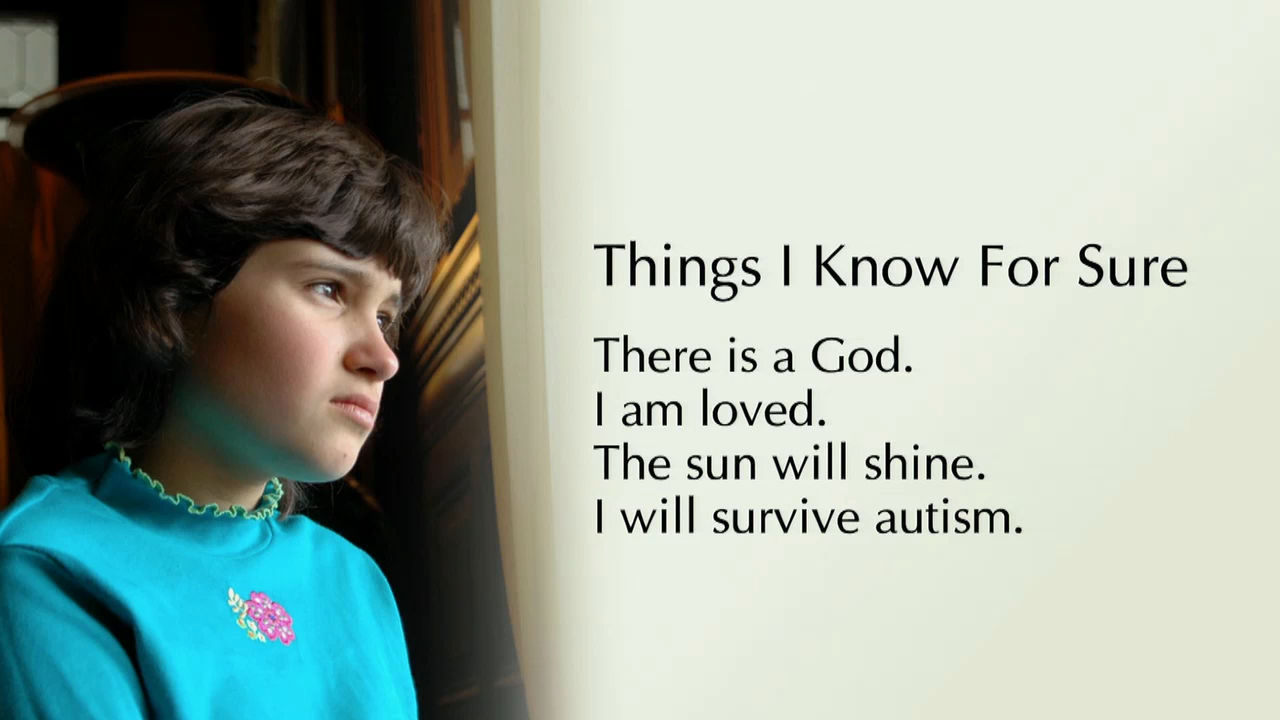 Things I Know For Sure
There is a God.
I am loved.
The sun will shine.
I will survive autism.